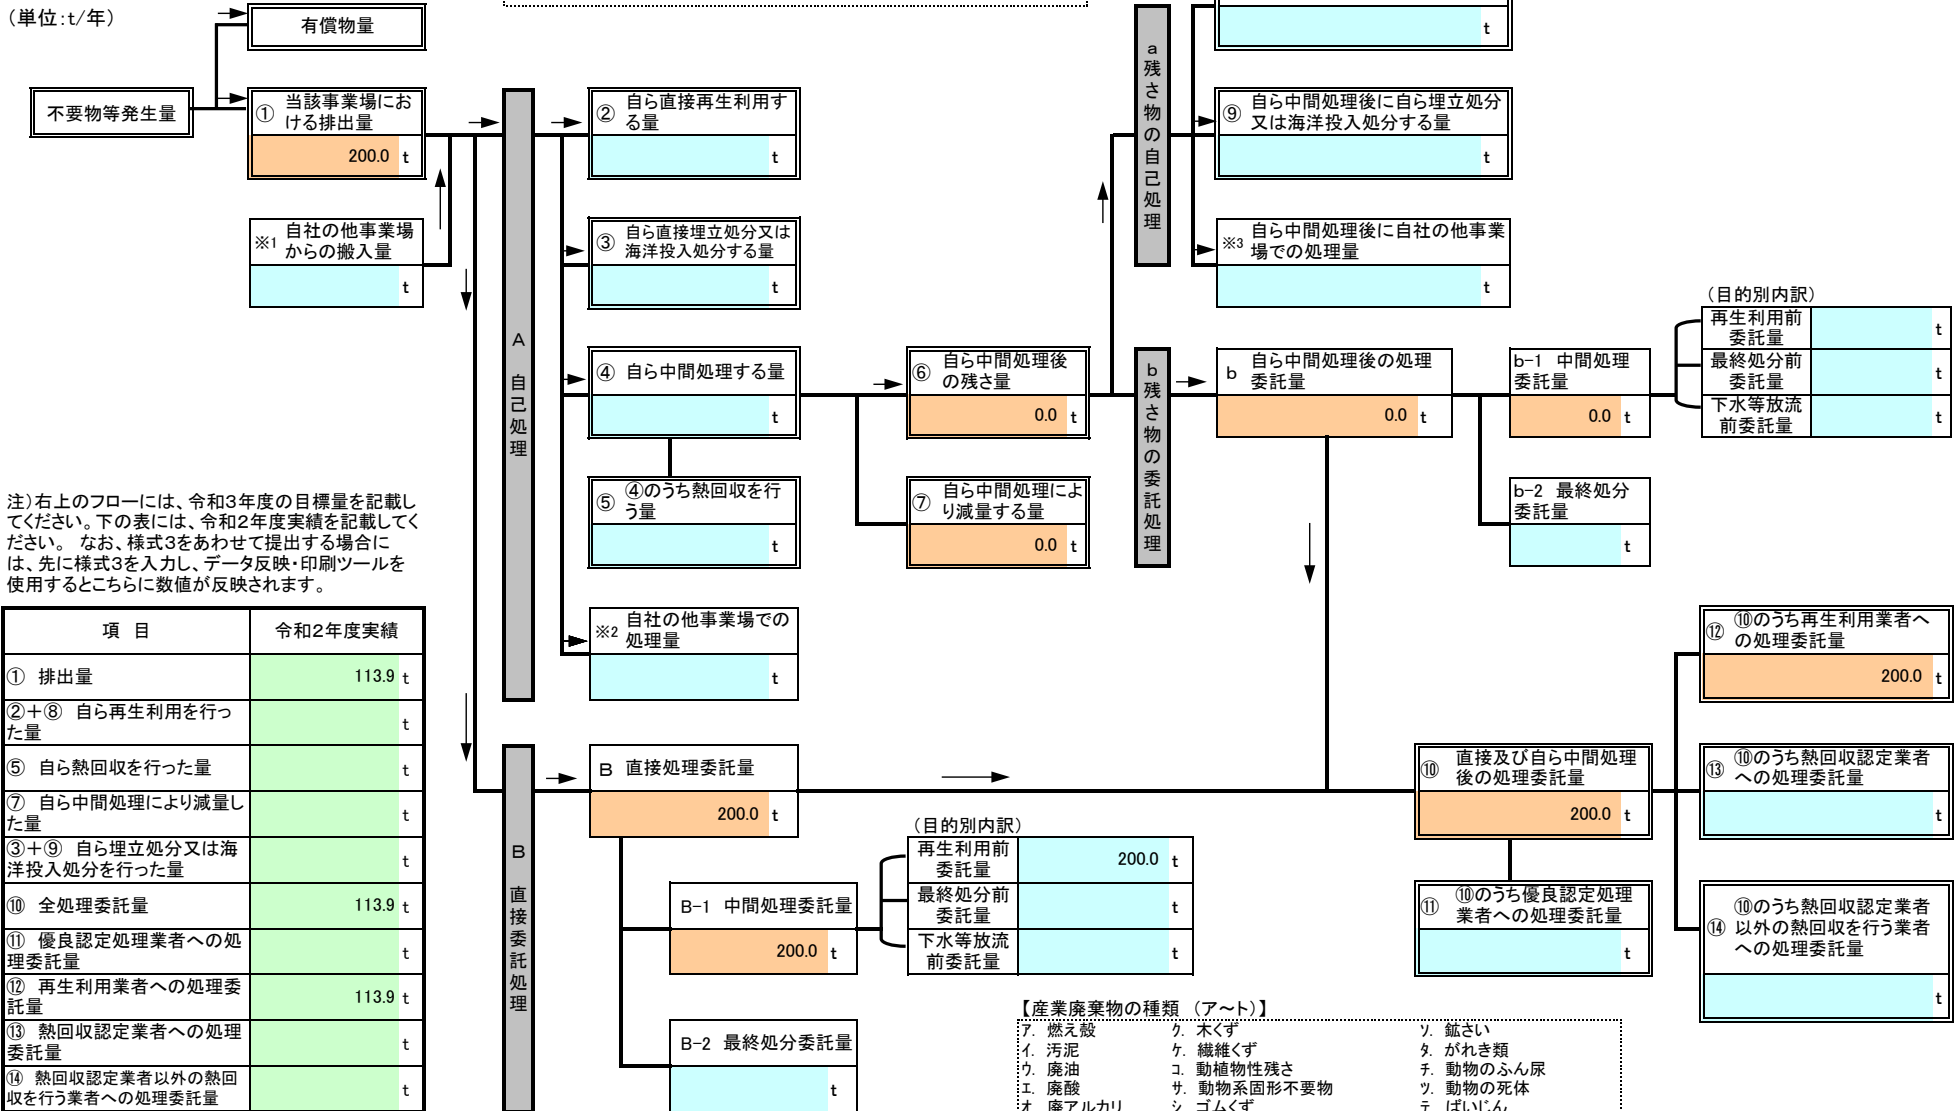 （単位:t/年）
有償物量
不要物等発生量
① 当該事業場にお
ける排出量
200.0 t
※1 自社の他事業場
からの搬入量
t
A 自己処理
② 自ら直接再生利用す
る量
t
③ 自ら直接埋立処分又は
海洋投入処分する量
t
④ 自ら中間処理する量
t
⑤ ④のうち熱回収を行
う量
t
※2 自社の他事業場での
処理量
t
⑥ 自ら中間処理後
の残さ量
0.0 t
⑦ 自ら中間処理によ
り減量する量
0.0 t
a 残さ物の自己処理
t
⑨ 自ら中間処理後に自ら埋立処分
又は海洋投入処分する量
t
※3 自ら中間処理後に自社の他事業
場での処理量
t
b 残さ物の委託処理
b 自ら中間処理後の処理
委託量
0.0 t
b-1 中間処理
委託量
0.0 t
（目的別内訳）
再生利用前
委託量
t
最終処分前
委託量
t
下水等放流
前委託量
t
b-2 最終処分
委託量
t
注）右上のフローには、令和3年度の目標量を記載し
てください。下の表には、令和2年度実績を記載してく
ださい。 なお、様式3をあわせて提出する場合に
は、先に様式3を入力し、データ反映・印刷ツールを
使用するとこちらに数値が反映されます。
項 目 令和2年度実績
① 排出量 113.9 t
②＋⑧ 自ら再生利用を行っ
た量
t
⑤ 自ら熱回収を行った量 t
⑦ 自ら中間処理により減量し
た量
t
③＋⑨ 自ら埋立処分又は海
洋投入処分を行った量
t
⑩ 全処理委託量 113.9 t
⑪ 優良認定処理業者への処
理委託量
t
⑫ 再生利用業者への処理委
託量
113.9 t
⑬ 熱回収認定業者への処理
委託量
t
⑭ 熱回収認定業者以外の熱回
収を行う業者への処理委託量
t
B 直接委託処理
B 直接処理委託量
200.0 t
B-1 中間処理委託量
200.0 t
（目的別内訳）
再生利用前
委託量
200.0 t
最終処分前
委託量
t
下水等放流
前委託量
t
B-2 最終処分委託量
t
⑩ 直接及び自ら中間処理
後の処理委託量
200.0 t
⑪ ⑩のうち優良認定処理
業者への処理委託量
t
⑫ ⑩のうち再生利用業者へ
の処理委託量
200.0 t
⑬ ⑩のうち熱回収認定業者
への処理委託量
t
⑭ ⑩のうち熱回収認定業者
以外の熱回収を行う業者
への処理委託量
t
【産業廃棄物の種類 （ア～ト）】
ｱ. 燃え殻 ｸ. 木くず ｿ. 鉱さい
ｲ. 汚泥 ｹ. 繊維くず ﾀ. がれき類
ｳ. 廃油 ｺ. 動植物性残さ ﾁ. 動物のふん尿
ｴ. 廃酸 ｻ. 動物系固形不要物 ﾂ. 動物の死体
ｵ. 廃アルカリ ｼ. ゴムくず ﾃ. ばいじん